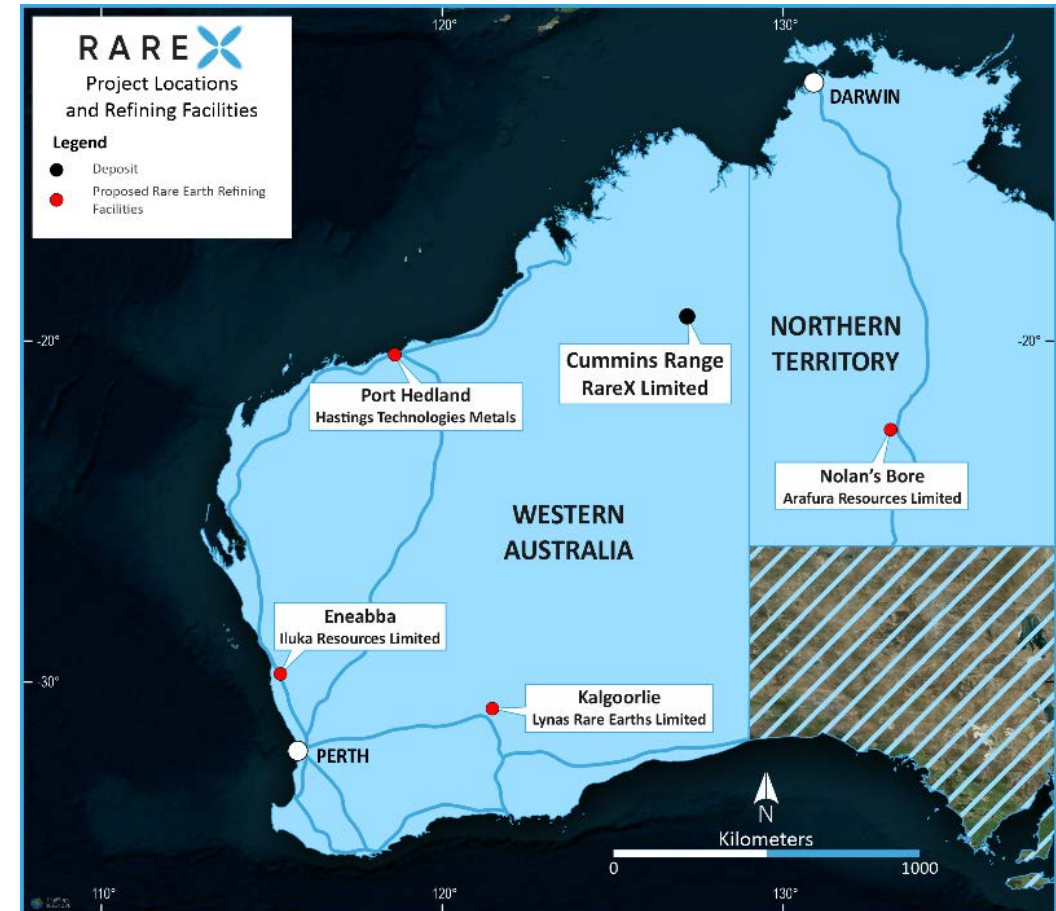 120°
130°
RAREX
Project Locations
and Refining Facilities
Legend
Deposit
Proposed Rare Earth Refining
Facilities
DARWIN
-20°
-20°
NORTHERN
TERRITORY
Cummins Range
RareX Limited
Port Hedland
Hastings Technologies Metals
Nolan's Bore
Arafura Resources Limited
WESTERN
AUSTRALIA
Eneabba
Iluka Resources Limited
-30°
Kalgoorlie
Lynas Rare Earths Limited
PERTH
N
Kilometers
0
1000
110°
120°
130°